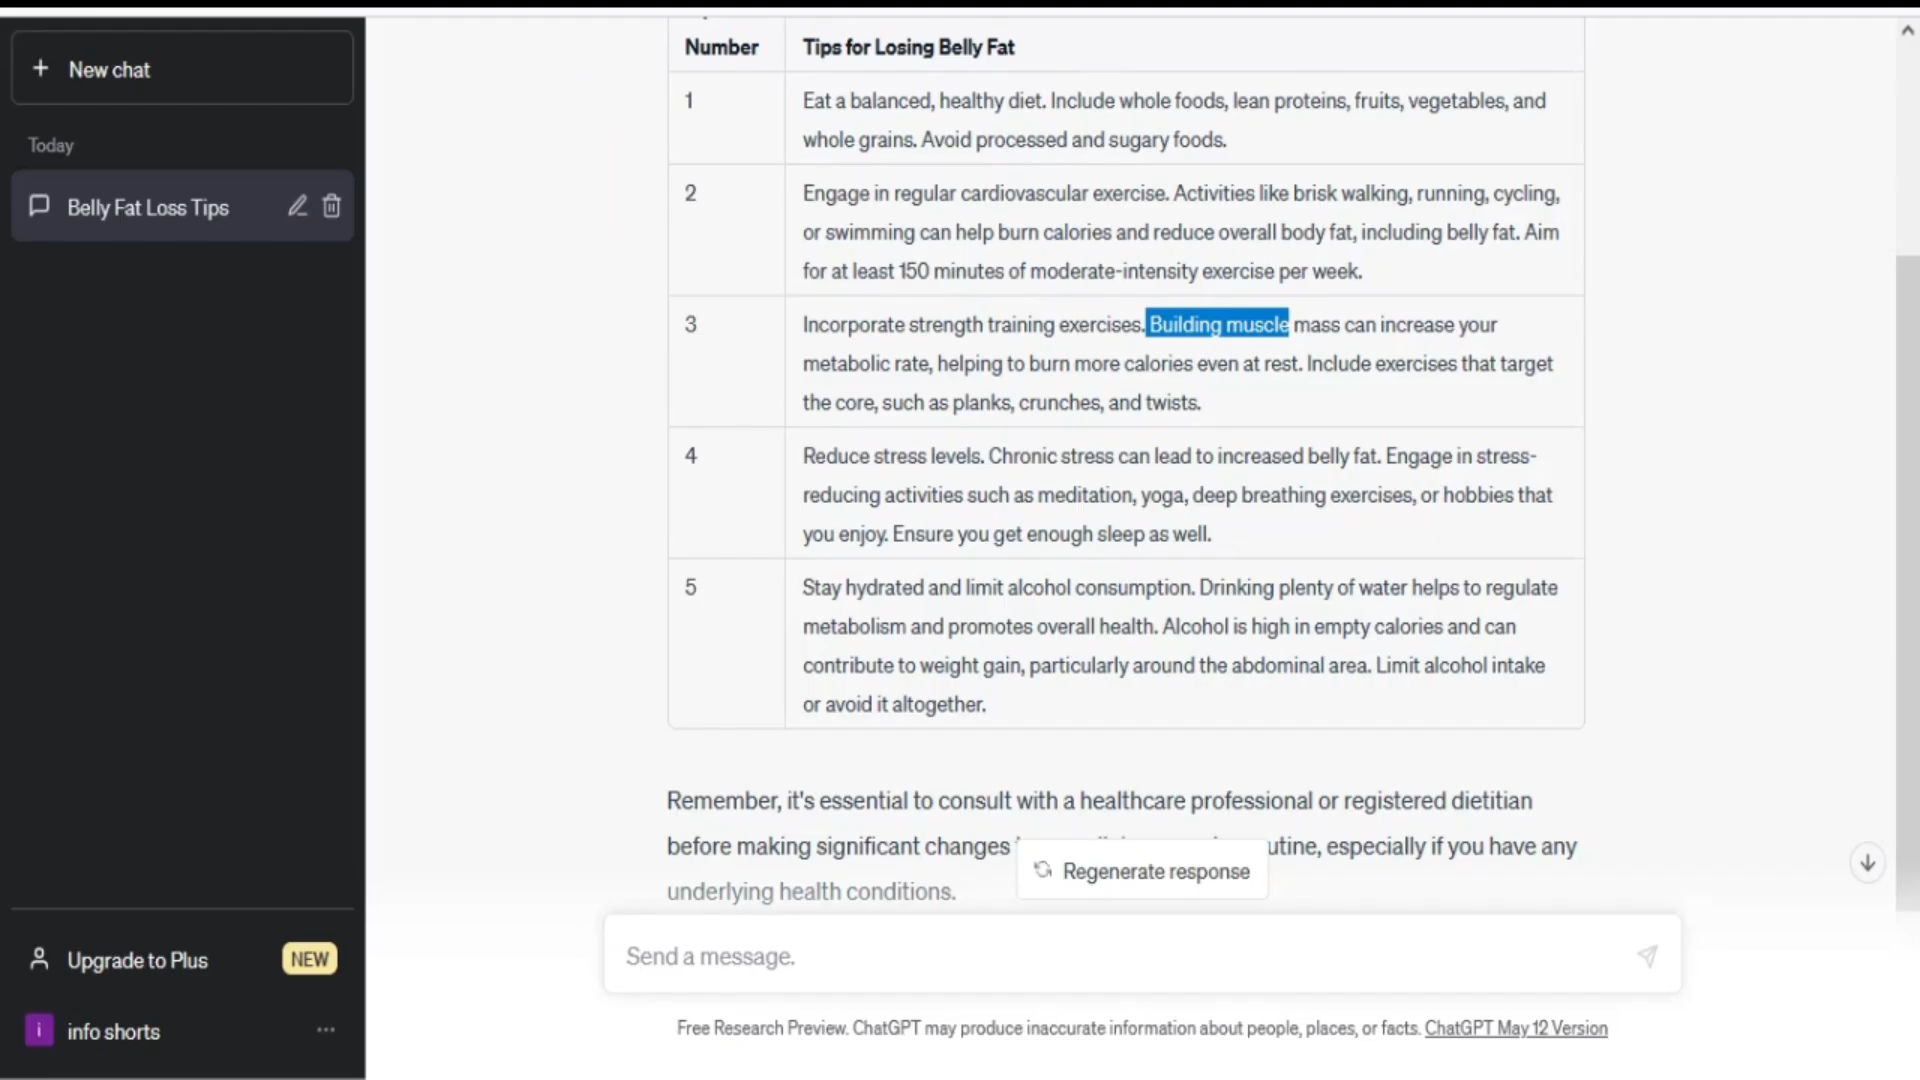 New chat
Today
Belly Fat Loss Tips
Upgrade to Plus
NEW
i
info shorts
Number
Tips for Losing Belly Fat
1
Eat a balanced, healthy diet. Include whole foods, lean proteins, fruits, vegetables, and
whole grains. Avoid processed and sugary foods.
2
Engage in regular cardiovascular exercise. Activities like brisk walking, running, cycling,
or swimming can help burn calories and reduce overall body fat, including belly fat. Aim
for at least 150 minutes of moderate-intensity exercise per week.
3
Incorporate strength training exercises. Building muscle mass can increase your
metabolic rate, helping to burn more calories even at rest. Include exercises that target
the core, such as planks, crunches, and twists.
4
Reduce stress levels. Chronic stress can lead to increased belly fat. Engage in stress-
reducing activities such as meditation, yoga, deep breathing exercises, or hobbies that
you enjoy. Ensure you get enough sleep as well.
5
Stay hydrated and limit alcohol consumption. Drinking plenty of water helps to regulate
metabolism and promotes overall health. Alcohol is high in empty calories and can
contribute to weight gain, particularly around the abdominal area. Limit alcohol intake
or avoid it altogether.
Remember, it's essential to consult with a healthcare professional or registered dietitian
before making significant changes utine, especially if you have any
underlying health conditions.
Regenerate response
Send a message.
Free Research Preview. ChatGPT may produce inaccurate information about people, places, or facts. ChatGPT May 12 Version